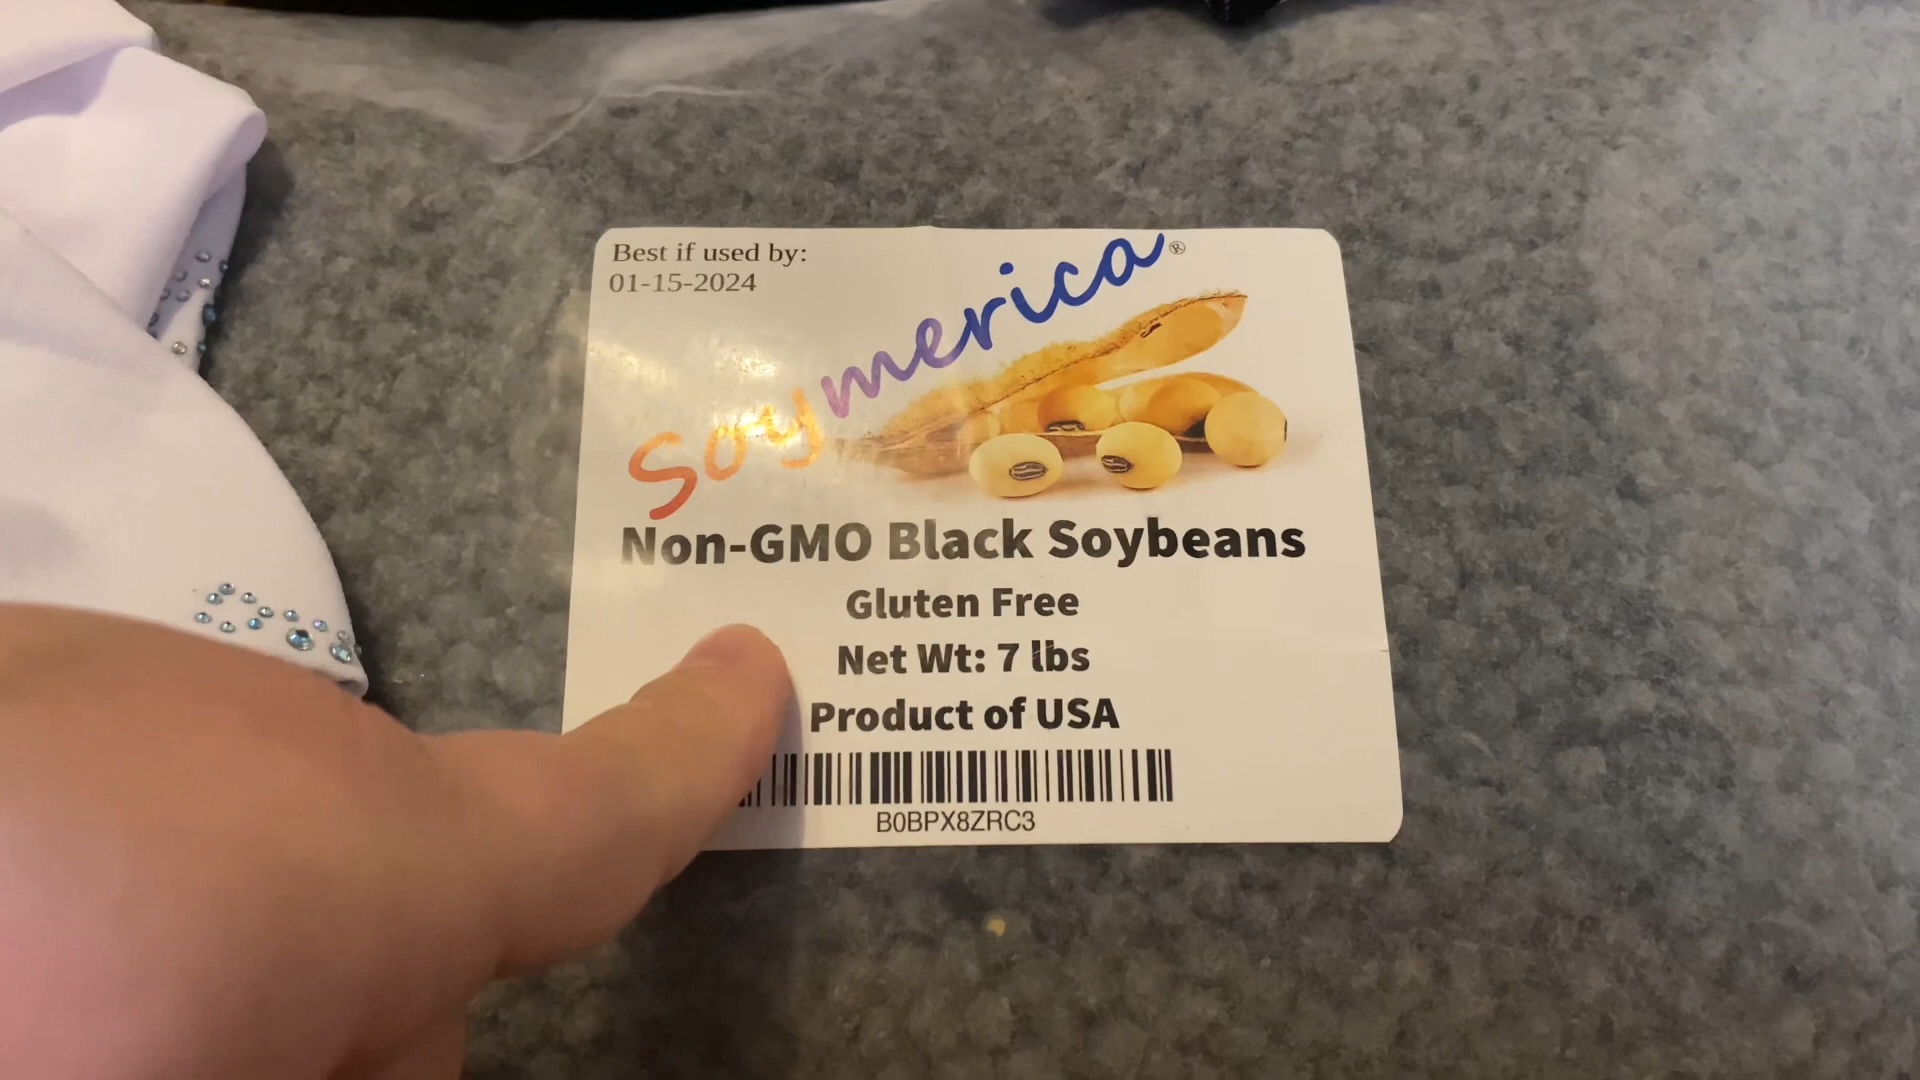 Best if used by:
01-15-2024
Soymerica®
Non-GMO Black Soybeans
Gluten Free
Net Wt: 7 lbs
Product of USA
B0BPX8ZRC3